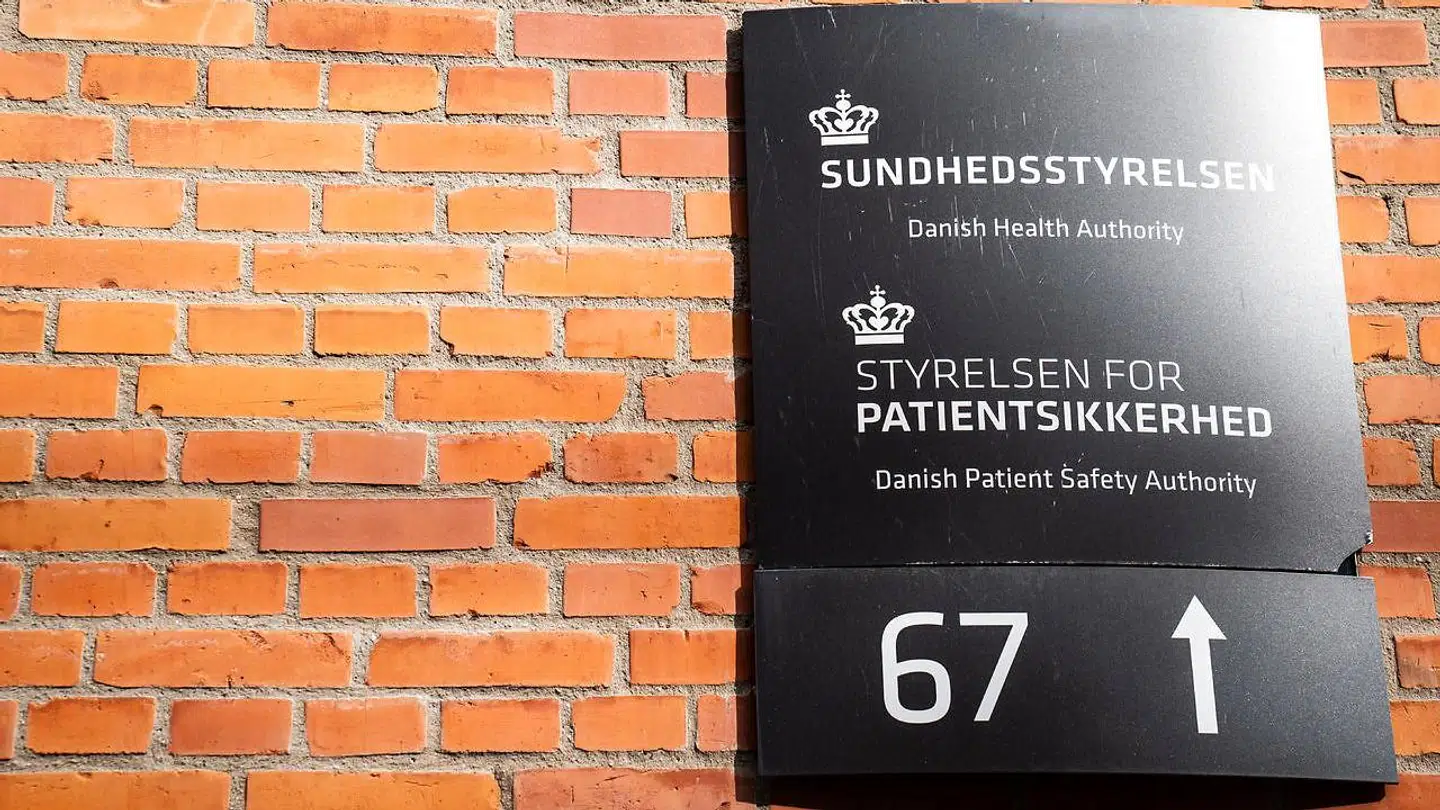 SUNDHEDSSTYRELSEN
Danish Health Authority
STYRELSEN FOR
PATIENTSIKKERHED
Danish Patient Safety Authority
67